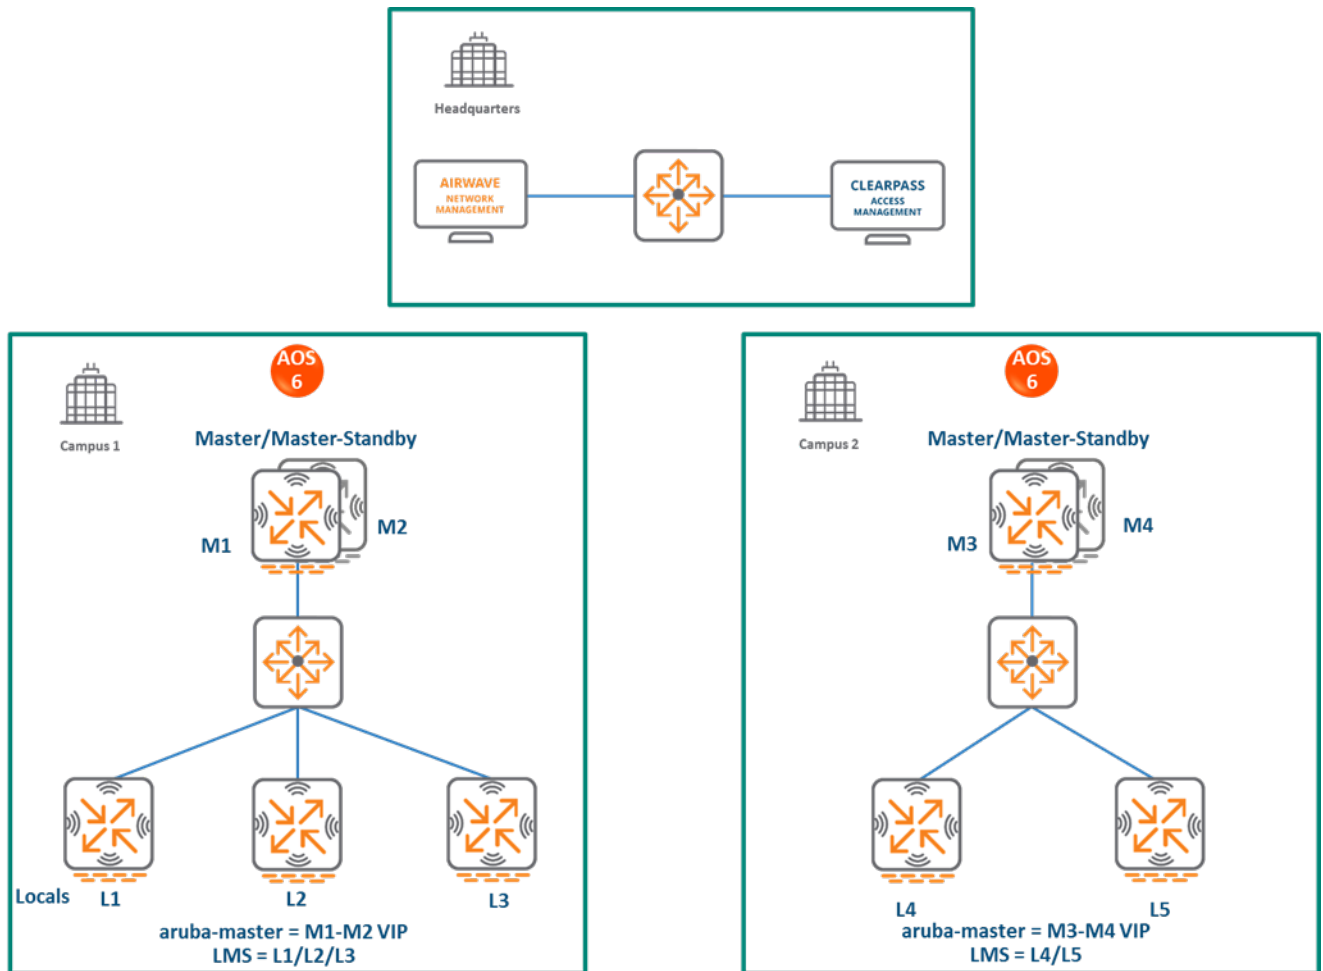 Headquarters
AIRWAVE
NETWORK
MANAGEMENT
CLEARPASS
ACCESS
MANAGEMENT
AOS
6
Campus 1
Master/Master-Standby
M1
M2
Locals
L1
L2
L3
aruba-master = M1-M2 VIP
LMS = L1/L2/L3
AOS
6
Campus 2
Master/Master-Standby
M3
M4
L4
L5
aruba-master = M3-M4 VIP
LMS = L4/L5